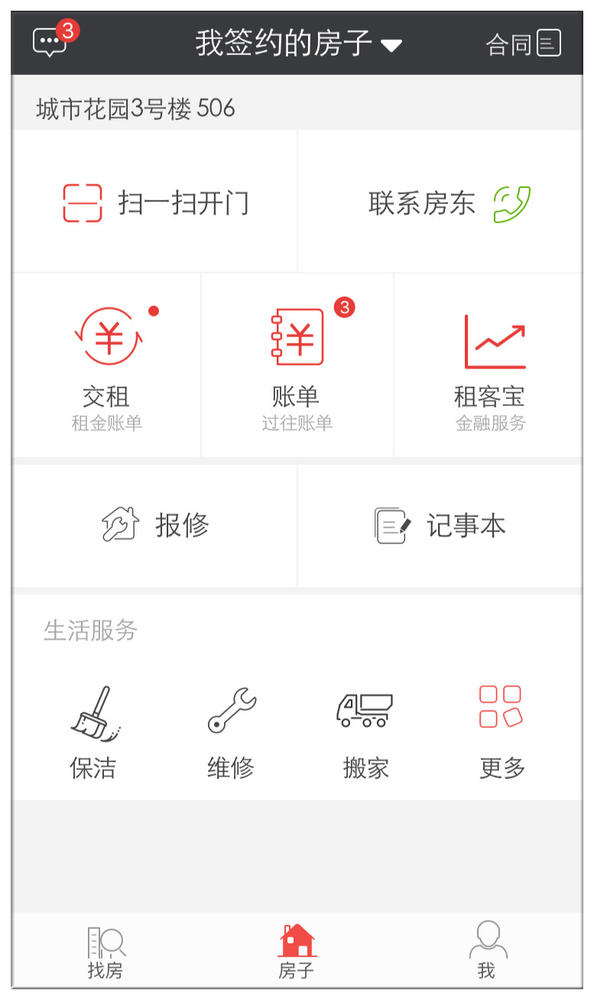 3
我签约的房子
合同
城市花园3号楼 506
扫一扫开门
联系房东
¥
¥
3
交租
账单
租客宝
租金账单
过往账单
金融服务
报修
记事本
生活服务
保洁
维修
搬家
更多
找房
房子
我